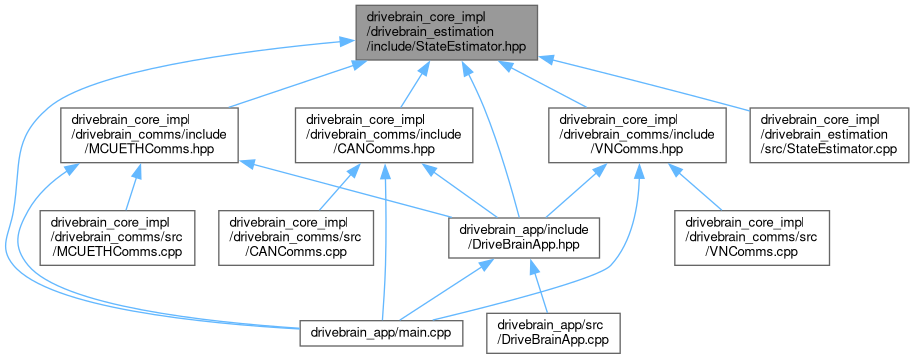 drivebrain_core_impl
/drivebrain_estimation
/include/StateEstimator.hpp
drivebrain_core_impl
/drivebrain_comms/include
/MCUETHComms.hpp
drivebrain_core_impl
/drivebrain_comms/include
/CANComms.hpp
drivebrain_core_impl
/drivebrain_comms/include
/VNComms.hpp
drivebrain_core_impl
/drivebrain_estimation
/src/StateEstimator.cpp
drivebrain_core_impl
/drivebrain_comms/src
/MCUETHComms.cpp
drivebrain_core_impl
/drivebrain_comms/src
/CANComms.cpp
drivebrain_app/include
/DriveBrainApp.hpp
drivebrain_core_impl
/drivebrain_comms/src
/VNComms.cpp
drivebrain_app/main.cpp
drivebrain_app/src
/DriveBrainApp.cpp